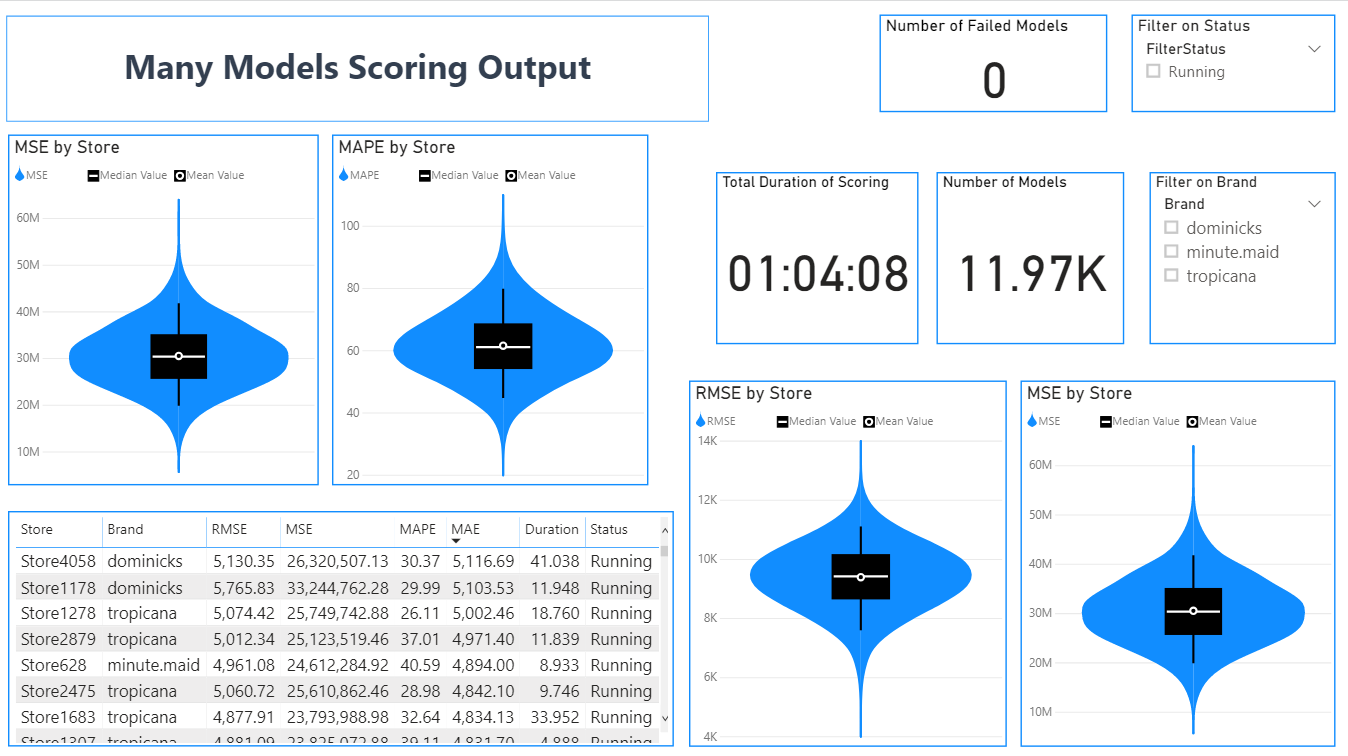 Many Models Scoring Output
Number of Failed Models
0
Filter on Status
FilterStatus
Running
MSE by Store
MSE Median Value Mean Value
60M
50M
40M
30M
20M
10M
MAPE by Store
MAPE Median Value Mean Value
100
80
60
40
20
Total Duration of Scoring
01:04:08
Number of Models
11.97K
Filter on Brand
Brand
dominicks
minute.maid
tropicana
RMSE by Store
RMSE Median Value Mean Value
14K
12K
10K
8K
6K
4K
MSE by Store
MSE Median Value Mean Value
60M
50M
40M
30M
20M
10M
Store Brand RMSE MSE MAPE MAE Duration Status
Store4058 dominicks 5,130.35 26,320,507.13 30.37 5,116.69 41.038 Running
Store1178 dominicks 5,765.83 33,244,762.28 29.99 5,103.53 11.948 Running
Store1278 tropicana 5,074.42 25,749,742.88 26.11 5,002.46 18.760 Running
Store2879 tropicana 5,012.34 25,123,519.46 37.01 4,971.40 11.839 Running
Store628 minute.maid 4,961.08 24,612,284.92 40.59 4,894.00 8.933 Running
Store2475 tropicana 5,060.72 25,610,862.46 28.98 4,842.10 9.746 Running
Store1683 tropicana 4,877.91 23,793,988.98 32.64 4,834.13 33.952 Running
tropicana Running